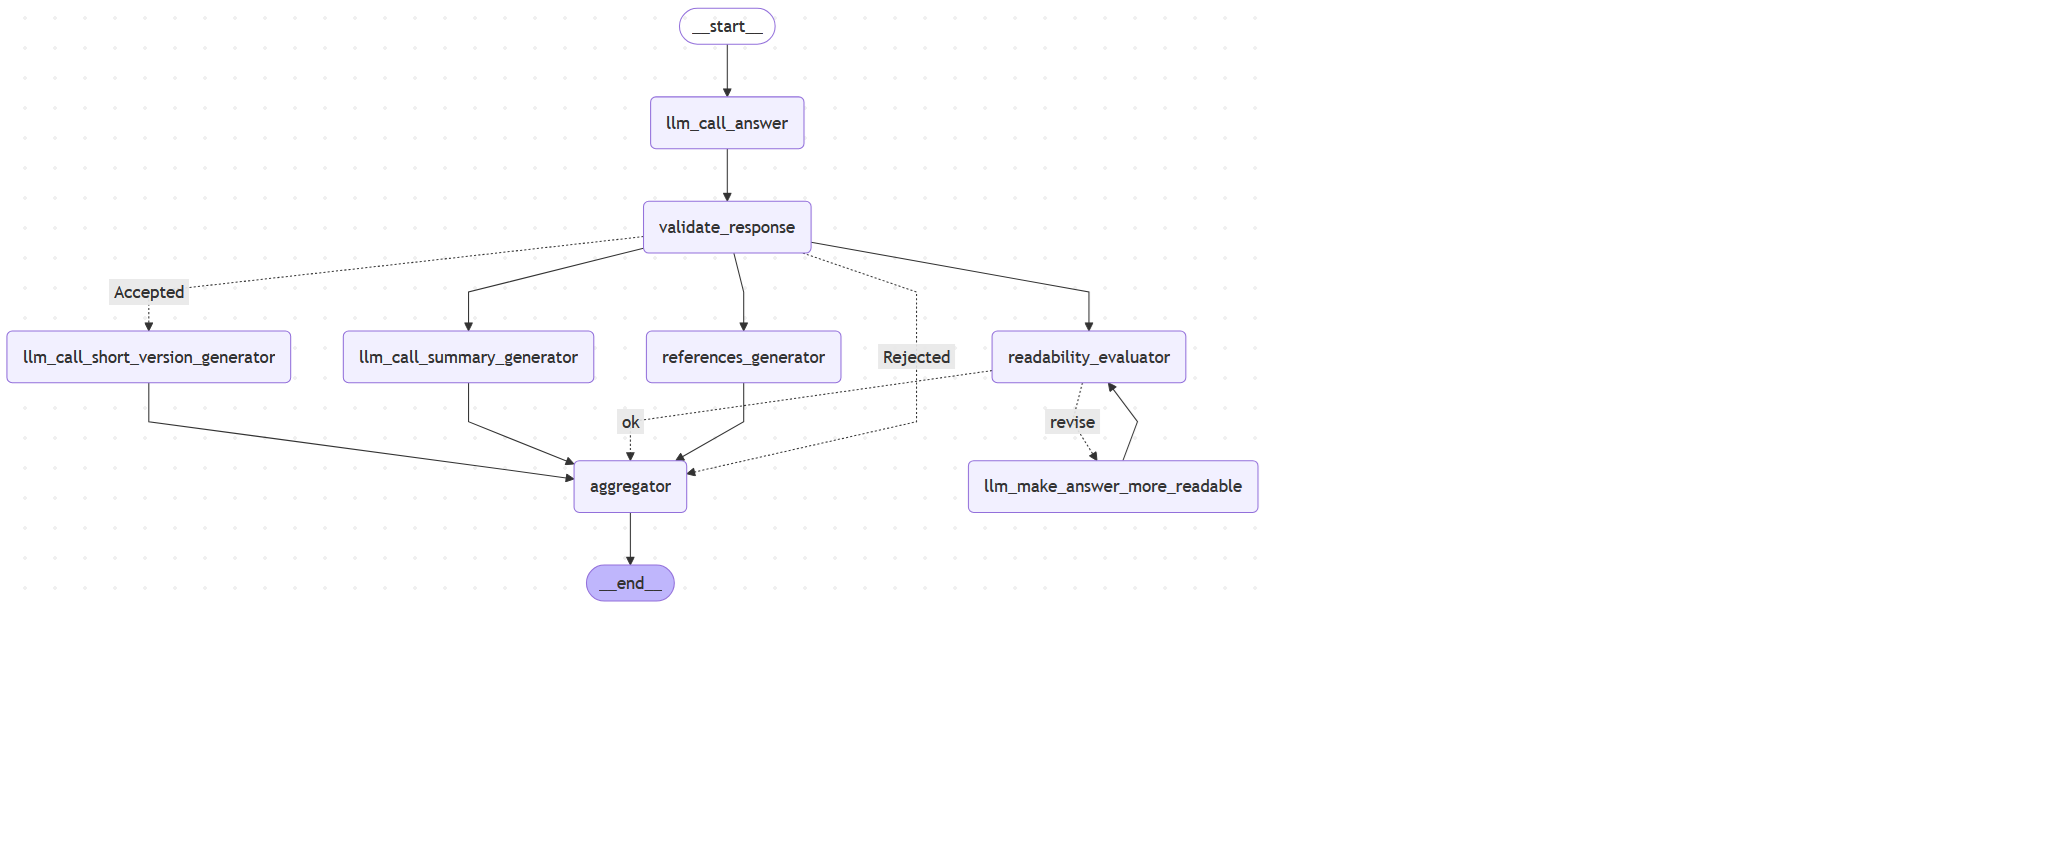 __start__
llm_call_answer
validate_response
Accepted
llm_call_short_version_generator
llm_call_summary_generator
references_generator
Rejected
readability_evaluator
ok
revise
aggregator
llm_make_answer_more_readable
__end__